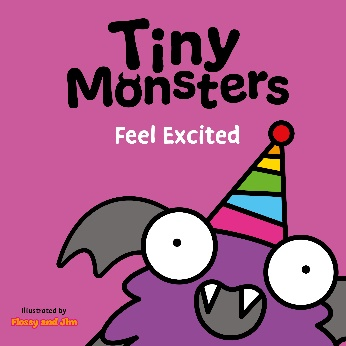 Tiny
Monsters
Feel Excited
Illustrated by
Flossy and Jim